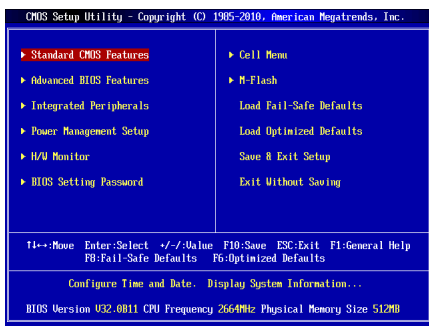 CMOS Setup Utility - Copyright (C) 1985-2010, American Megatrends, Inc.
Standard CMOS Features
Advanced BIOS Features
Integrated Peripherals
Power Management Setup
H/W Monitor
BIOS Setting Password
Cell Menu
M-Flash
Load Fail-Safe Defaults
Load Optimized Defaults
Save & Exit Setup
Exit Without Saving
↑↓←→:Move Enter:Select +/-/:Value F10:Save ESC:Exit F1:General Help
F8:Fail-Safe Defaults F6:Optimized Defaults
Configure Time and Date. Display System Information...
BIOS Version V32.0B11 CPU Frequency 2664MHz Physical Memory Size 512MB